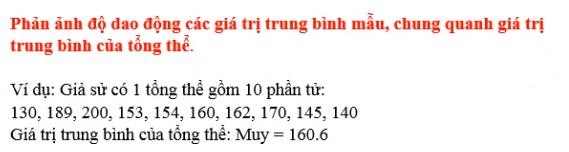 Phản ảnh độ dao động các giá trị trung bình mẫu, chung quanh giá trị
trung bình của tổng thể.
Ví dụ: Giả sử có 1 tổng thể gồm 10 phần tử:
130, 189, 200, 153, 154, 160, 162, 170, 145, 140
Giá trị trung bình của tổng thể: Muy = 160.6